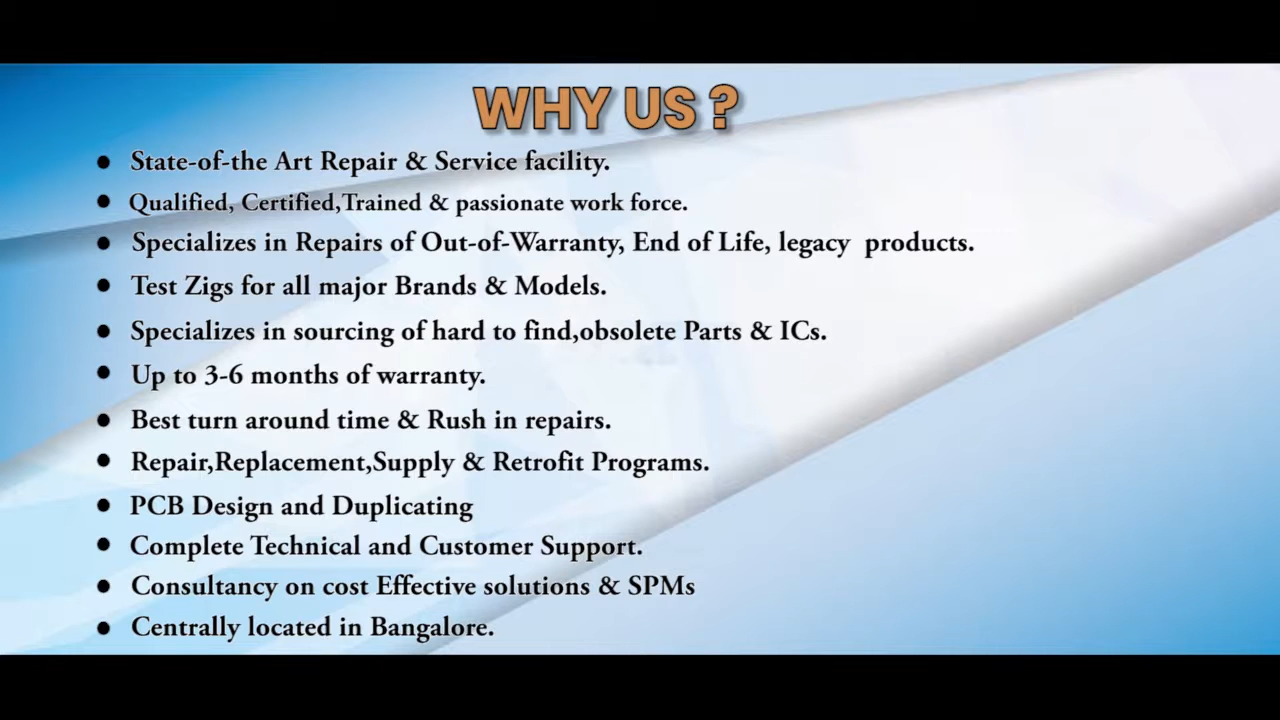 WHY US ?
• State-of-the Art Repair & Service facility.
• Qualified, Certified,Trained & passionate work force.
• Specializes in Repairs of Out-of-Warranty, End of Life, legacy products.
• Test Zigs for all major Brands & Models.
• Specializes in sourcing of hard to find,obsolete Parts & ICs.
• Up to 3-6 months of warranty.
• Best turn around time & Rush in repairs.
• Repair,Replacement,Supply & Retrofit Programs.
• PCB Design and Duplicating
• Complete Technical and Customer Support.
• Consultancy on cost Effective solutions & SPMs
• Centrally located in Bangalore.